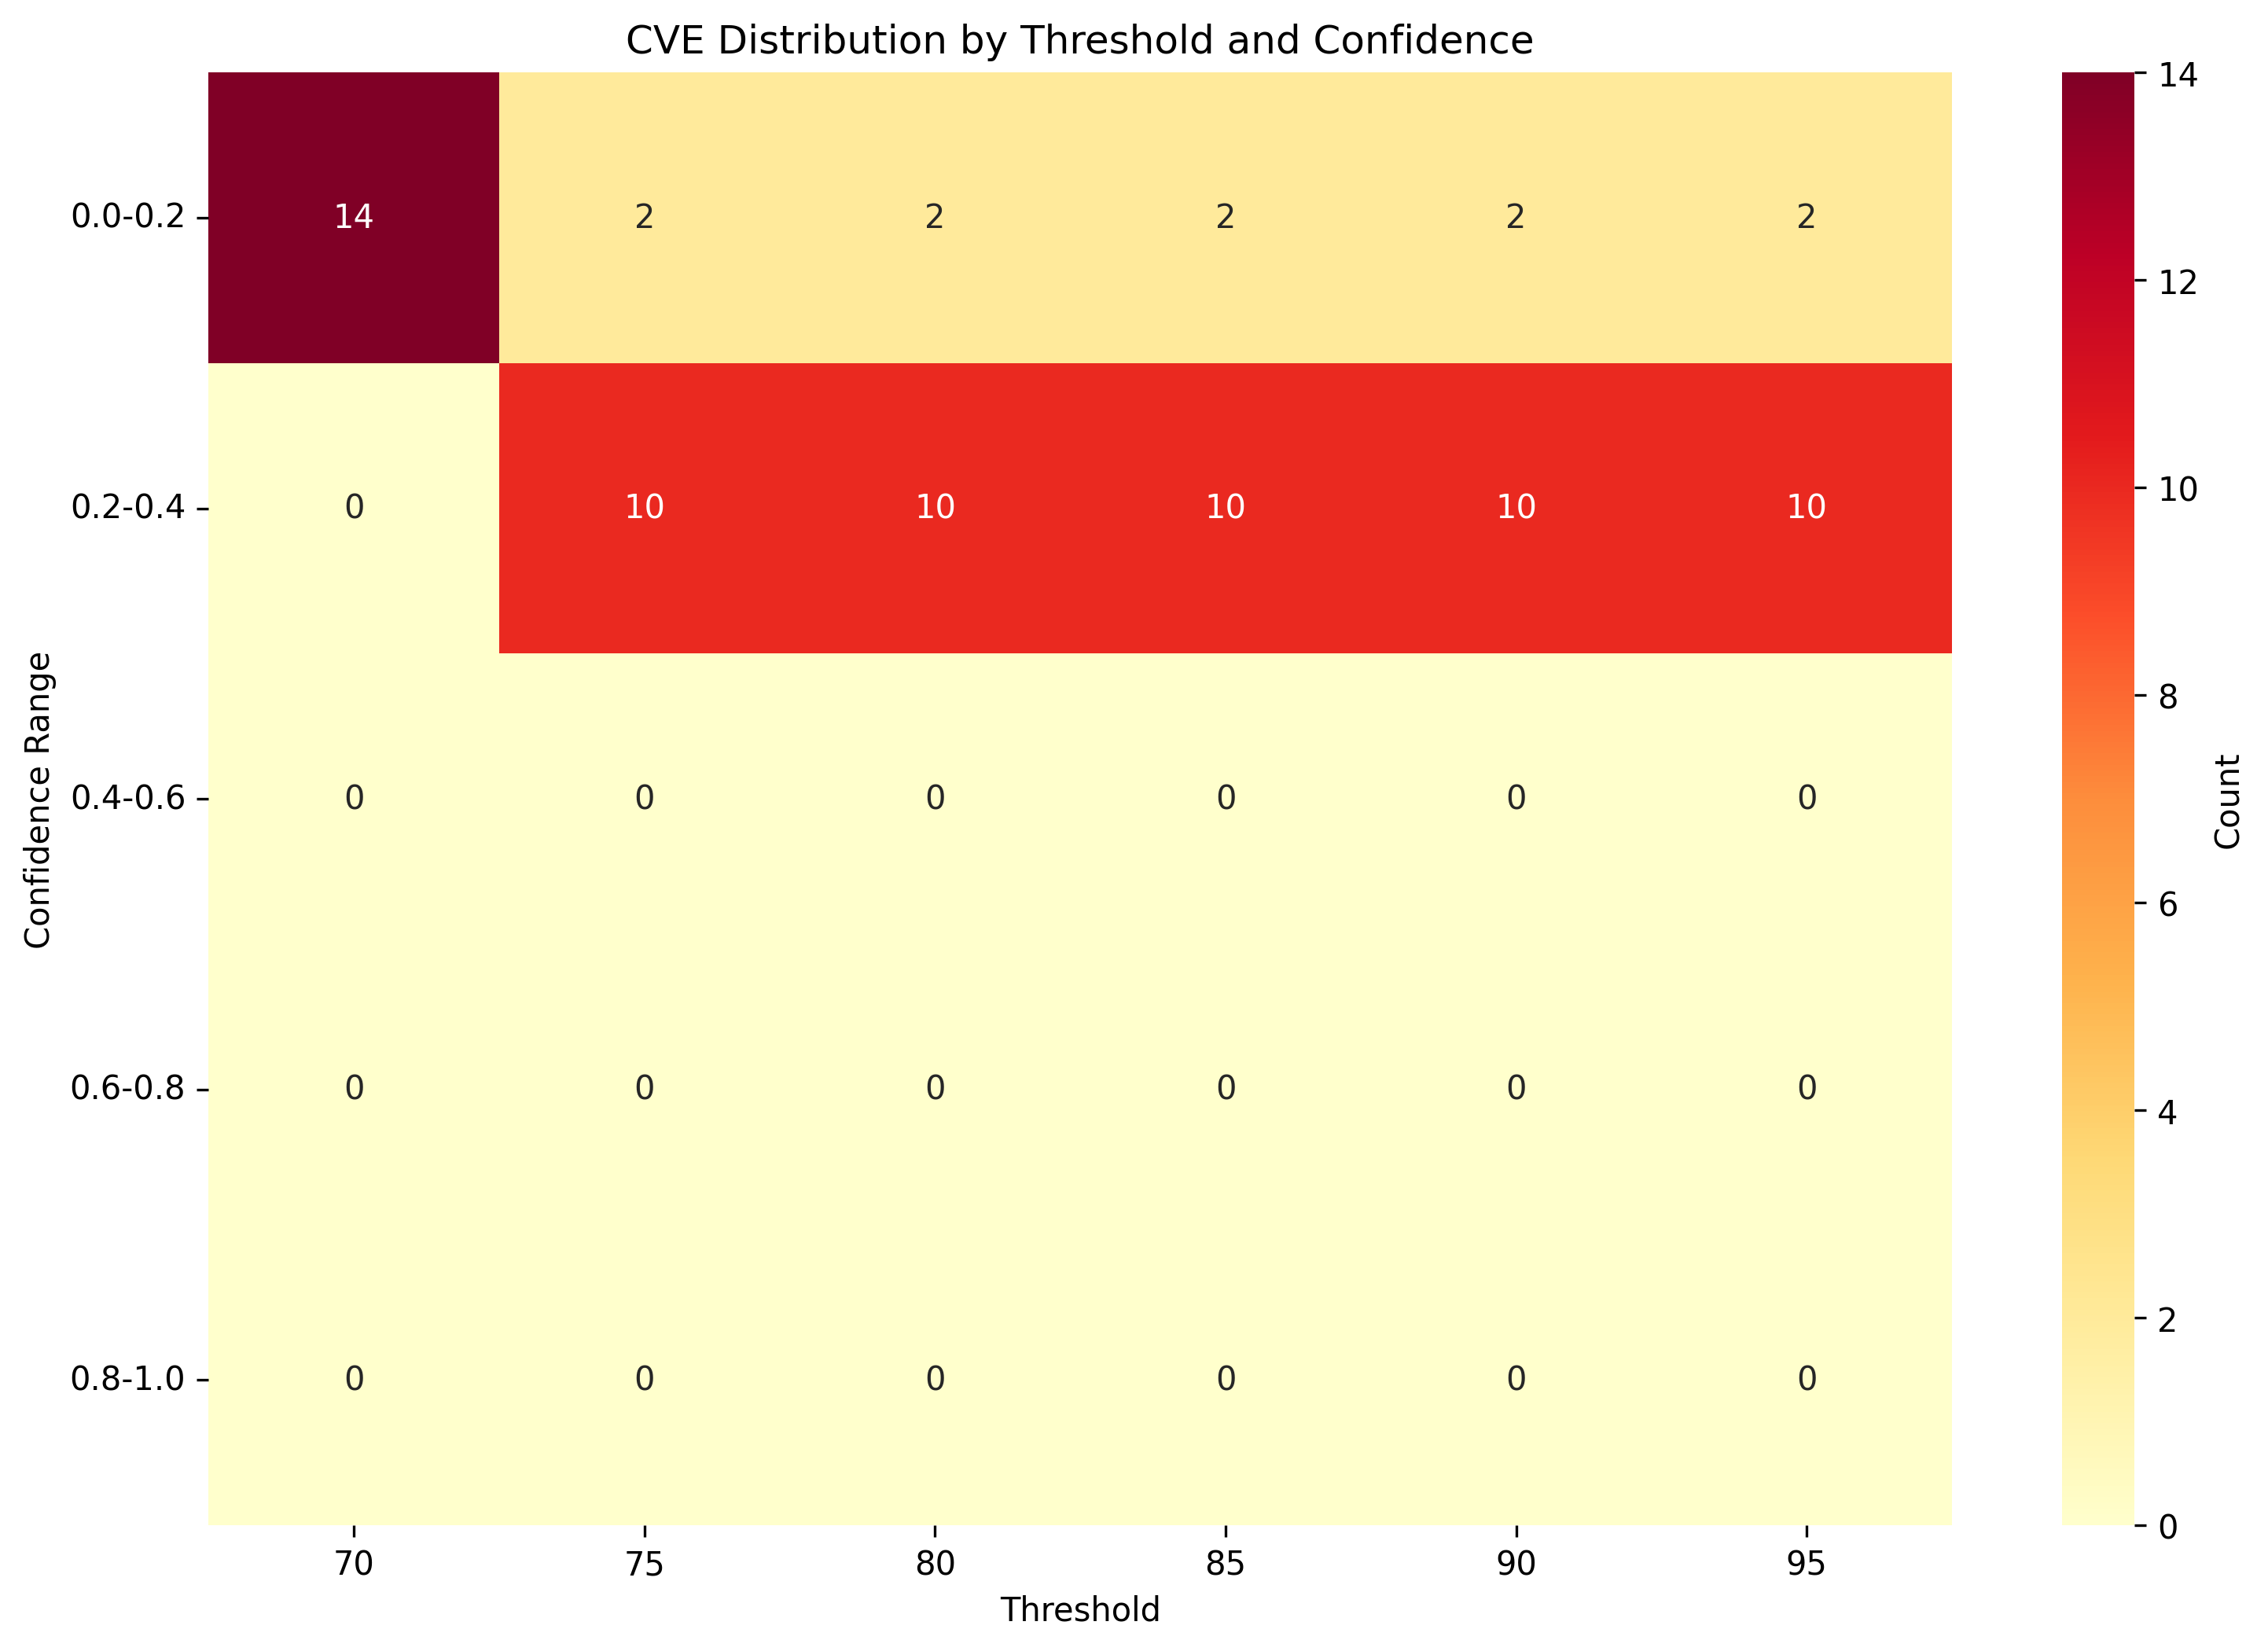 CVE Distribution by Threshold and Confidence
14
0.0-0.2 14 2 2 2 2 2
12
0.2-0.4 0 10 10 10 10 10
10
8
Confidence Range
0.4-0.6 0 0 0 0 0 0
Count
6
0.6-0.8 0 0 0 0 0 0
4
2
0.8-1.0 0 0 0 0 0 0
0
70 75 80 85 90 95
Threshold